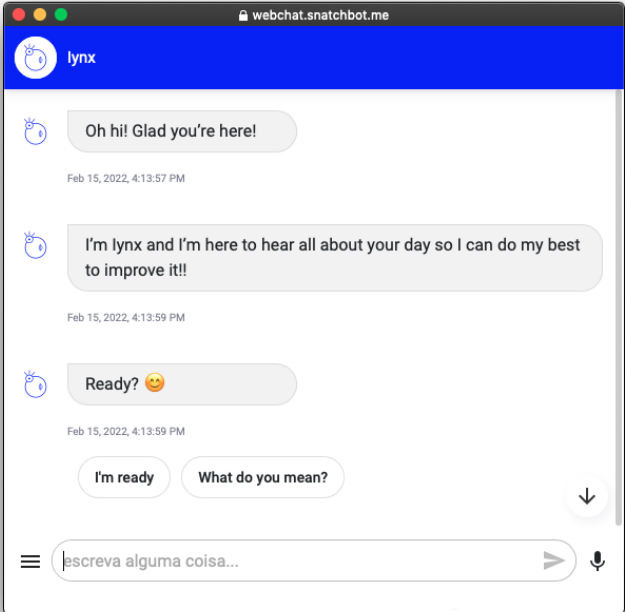 webchat.snatchbot.me
lynx
Oh hi! Glad you’re here!
Feb 15, 2022, 4:13:57 PM
I’m lynx and I’m here to hear all about your day so I can do my best
to improve it!!
Feb 15, 2022, 4:13:59 PM
Ready? 😊
Feb 15, 2022, 4:13:59 PM
I'm ready
What do you mean?
escreva alguma coisa...